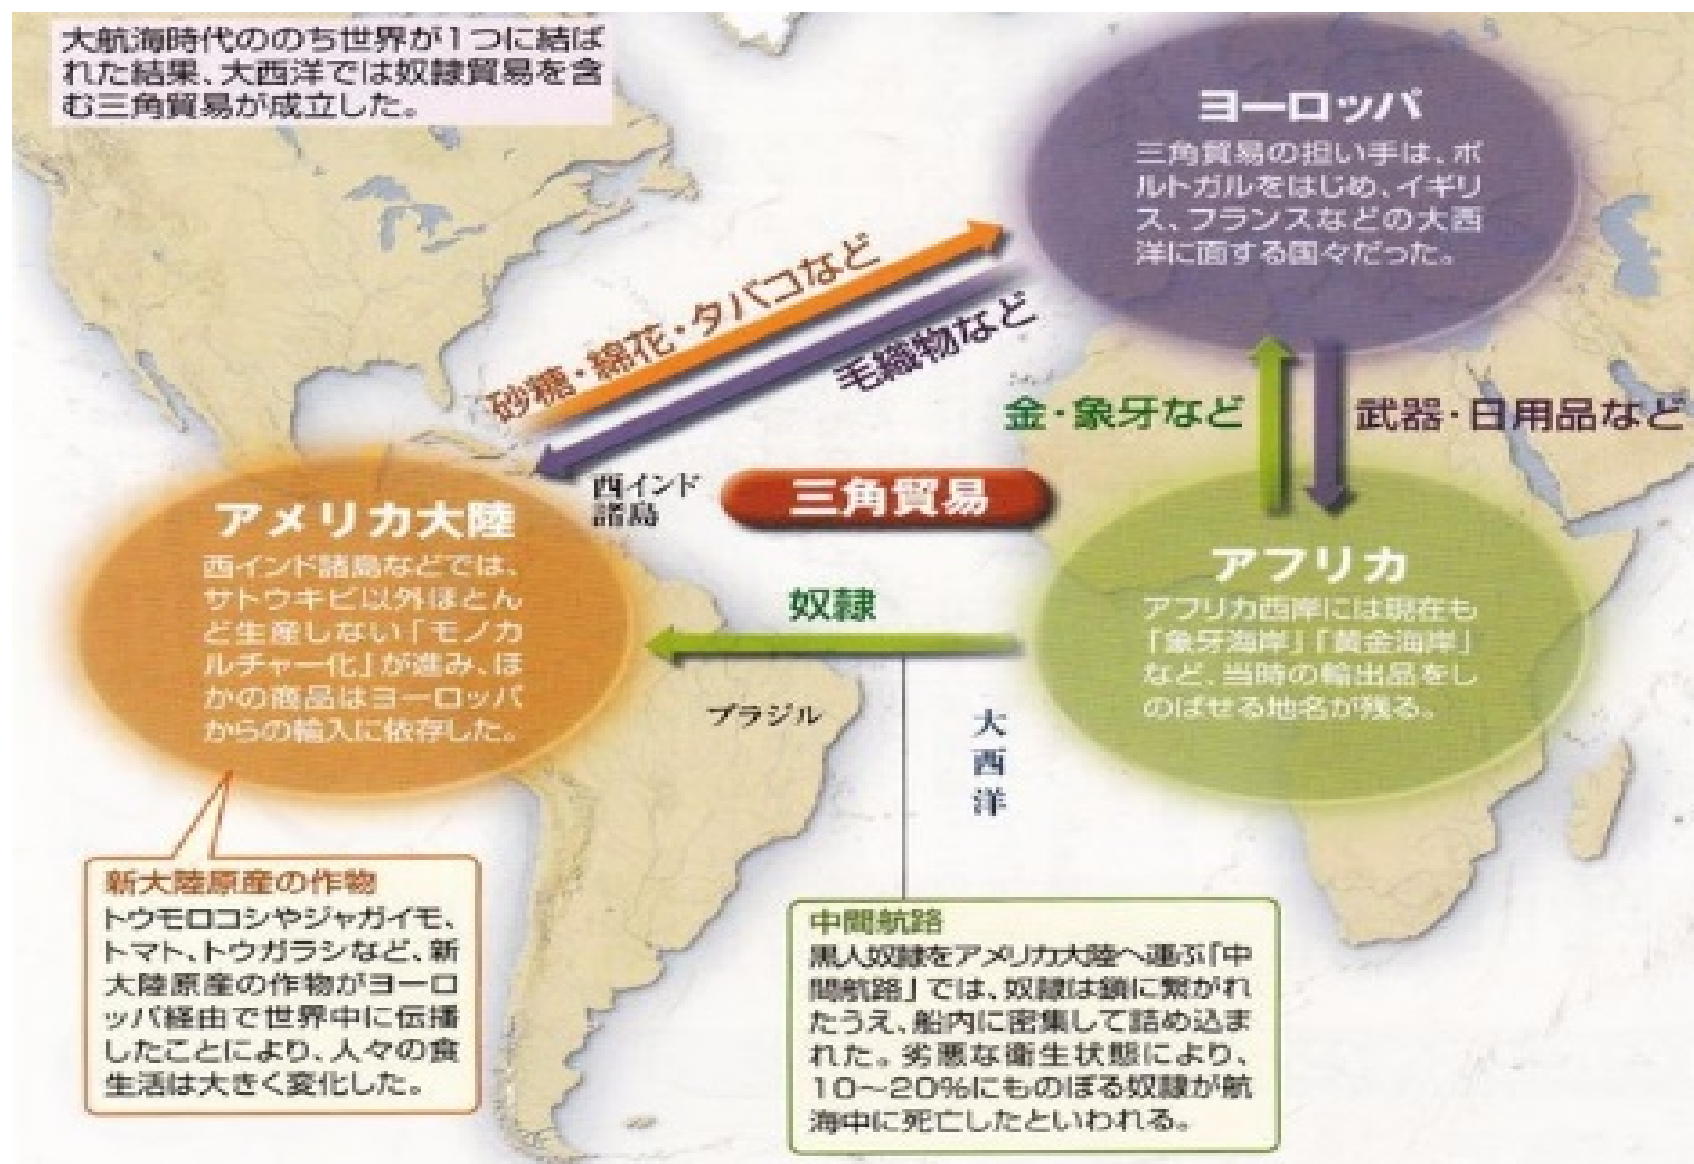 大航海時代ののち世界が1つに結ば
れた結果、大西洋では奴隷貿易を含
む三角貿易が成立した。
ヨーロッパ
三角貿易の担い手は、ポ
ルトガルをはじめ、イギリ
ス、フランスなどの大西
洋に面する国々だった。
砂糖・綿花・タバコなど
毛織物など
金・象牙など
武器・日用品など
西インド
諸島
三角貿易
アメリカ大陸
西インド諸島などでは、
サトウキビ以外ほとん
ど生産しない「モノカ
ルチャー化」が進み、ほ
かの商品はヨーロッパ
からの輸入に依存した。
奴隷
アフリカ
アフリカ西岸には現在も
「象牙海岸」「黄金海岸」
など、当時の輸出品をし
のばせる地名が残る。
ブラジル
大西洋
新大陸原産の作物
トウモロコシやジャガイモ、
トマト、トウガラシなど、新
大陸原産の作物がヨーロ
ッパ経由で世界中に伝播
したことにより、人々の食
生活は大きく変化した。
中間航路
黒人奴隷をアメリカ大陸へ運ぶ「中
間航路」では、奴隷は鎖に繋がれ
たうえ、船内に密集して詰め込ま
れた。劣悪な衛生状態により、
10〜20%にものぼる奴隷が航
海中に死亡したといわれる。